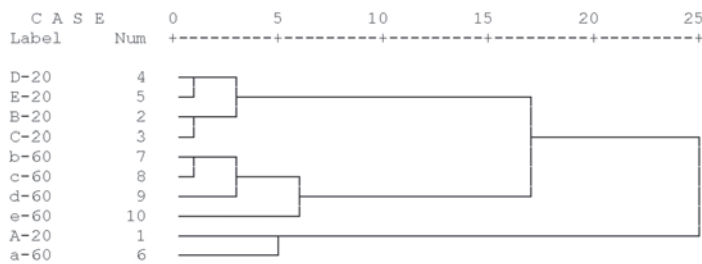 C A S E 0 5 10 15 20 25
Label Num +---------+---------+---------+---------+---------+
D-20 4
E-20 5
B-20 2
C-20 3
b-60 7
c-60 8
d-60 9
e-60 10
A-20 1
a-60 6